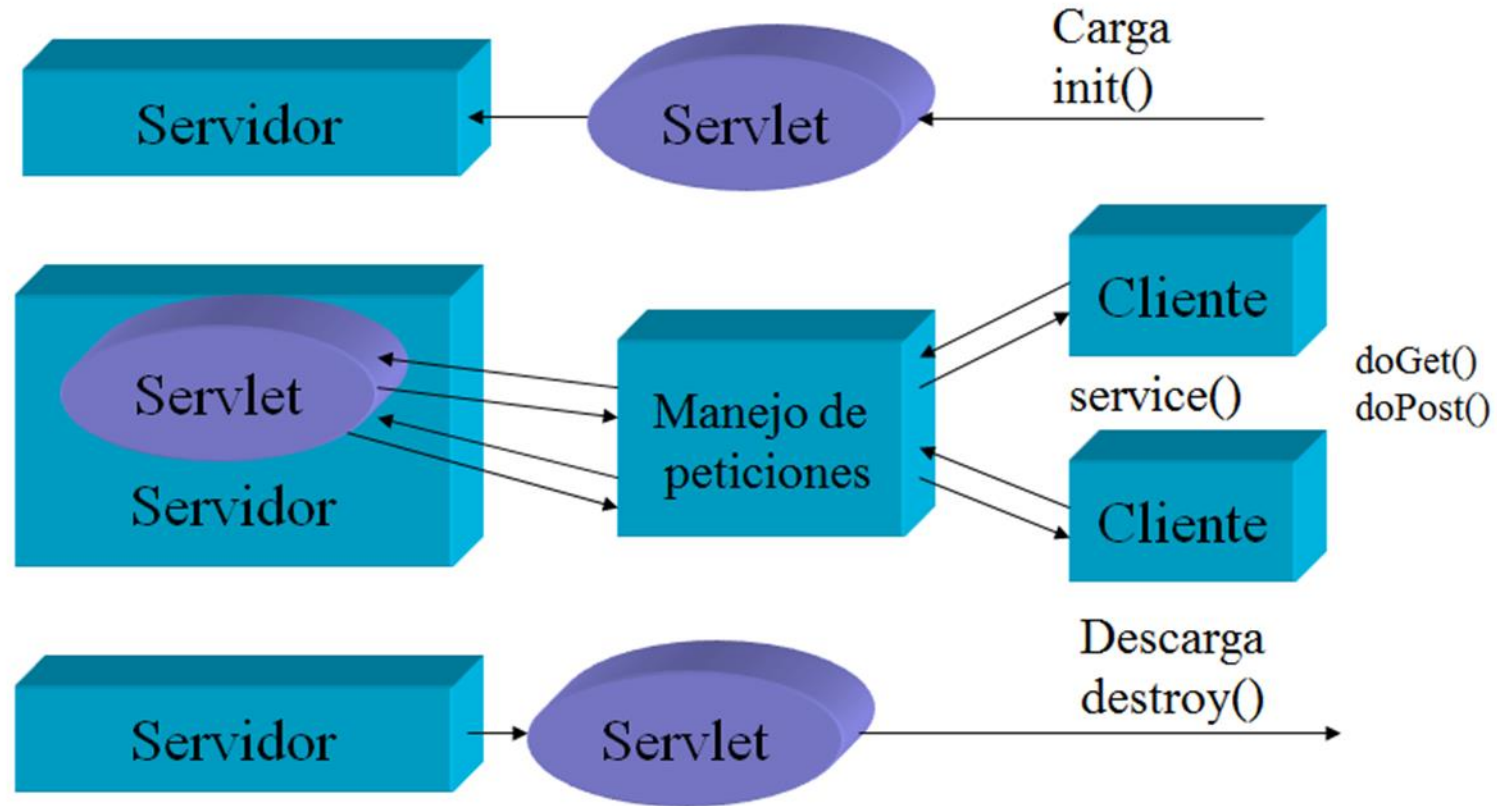 Carga
init()
Servidor
Servlet
Cliente
Servlet
Servidor
Manejo de
peticiones
service()
doGet()
doPost()
Cliente
Descarga
destroy()
Servidor
Servlet